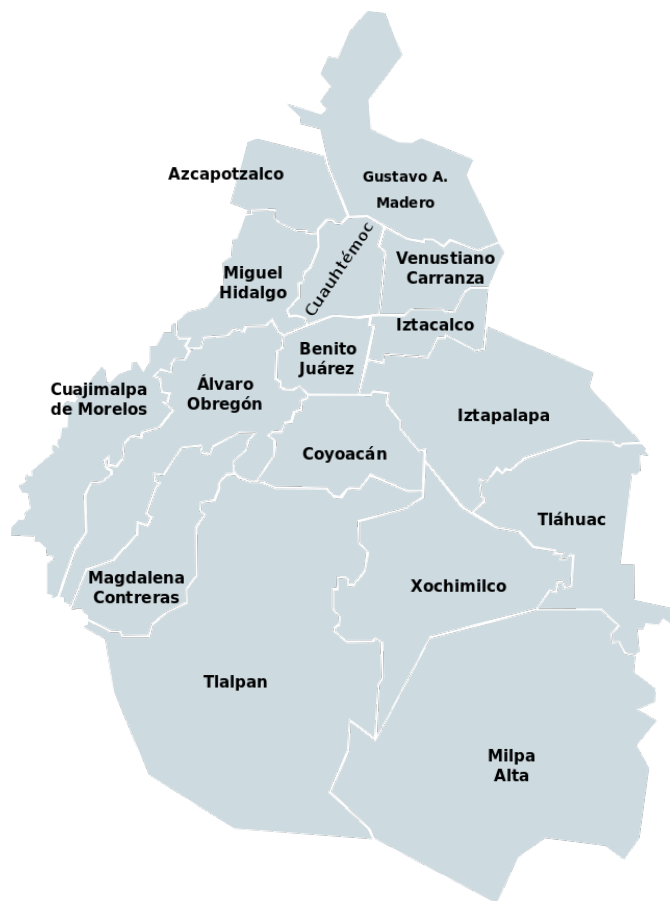 Azcapotzalco
Gustavo A.
Madero
Miguel
Hidalgo
Cuauhtémoc
Venustiano
Carranza
Iztacalco
Benito
Juárez
Cuajimalpa
de Morelos
Álvaro
Obregón
Iztapalapa
Coyoacán
Tláhuac
Magdalena
Contreras
Xochimilco
Tlalpan
Milpa
Alta